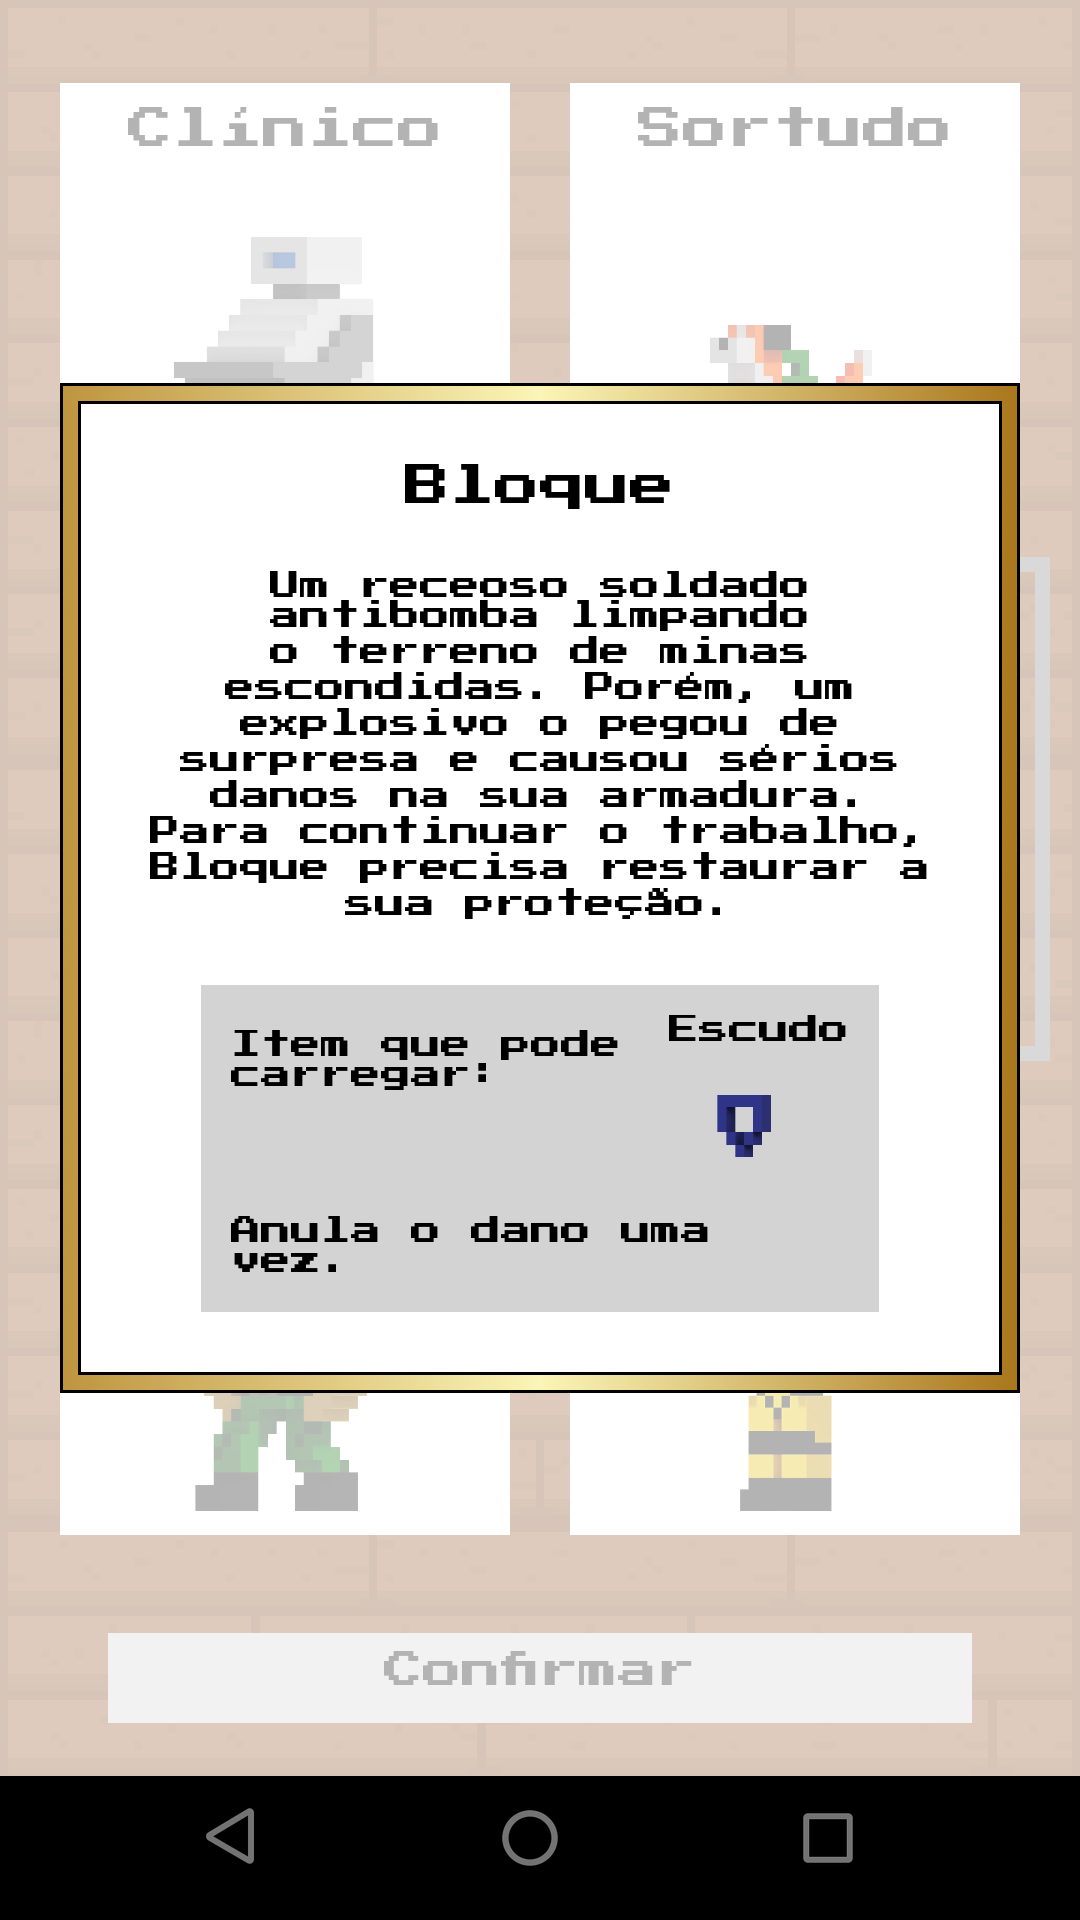 Clínico
Sortudo
Bloque
Um receoso soldado
antibomba limpando
o terreno de minas
escondidas. Porém, um
explosivo o pegou de
surpresa e causou sérios
danos na sua armadura.
Para continuar o trabalho,
Bloque precisa restaurar a
sua proteção.
Item que pode
carregar:
Escudo
Anula o dano uma
vez.
Confirmar